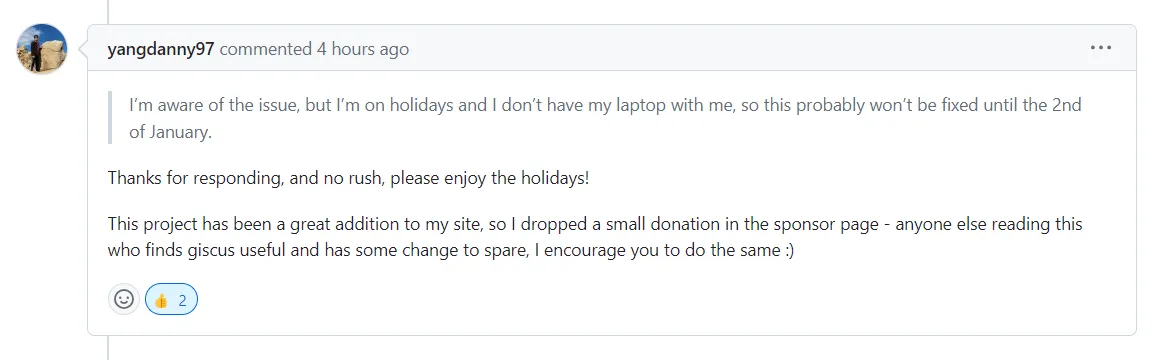 yangdanny97 commented 4 hours ago
I’m aware of the issue, but I’m on holidays and I don’t have my laptop with me, so this probably won’t be fixed until the 2nd
of January.
Thanks for responding, and no rush, please enjoy the holidays!
This project has been a great addition to my site, so I dropped a small donation in the sponsor page - anyone else reading this
who finds giscus useful and has some change to spare, I encourage you to do the same :)
👍 2